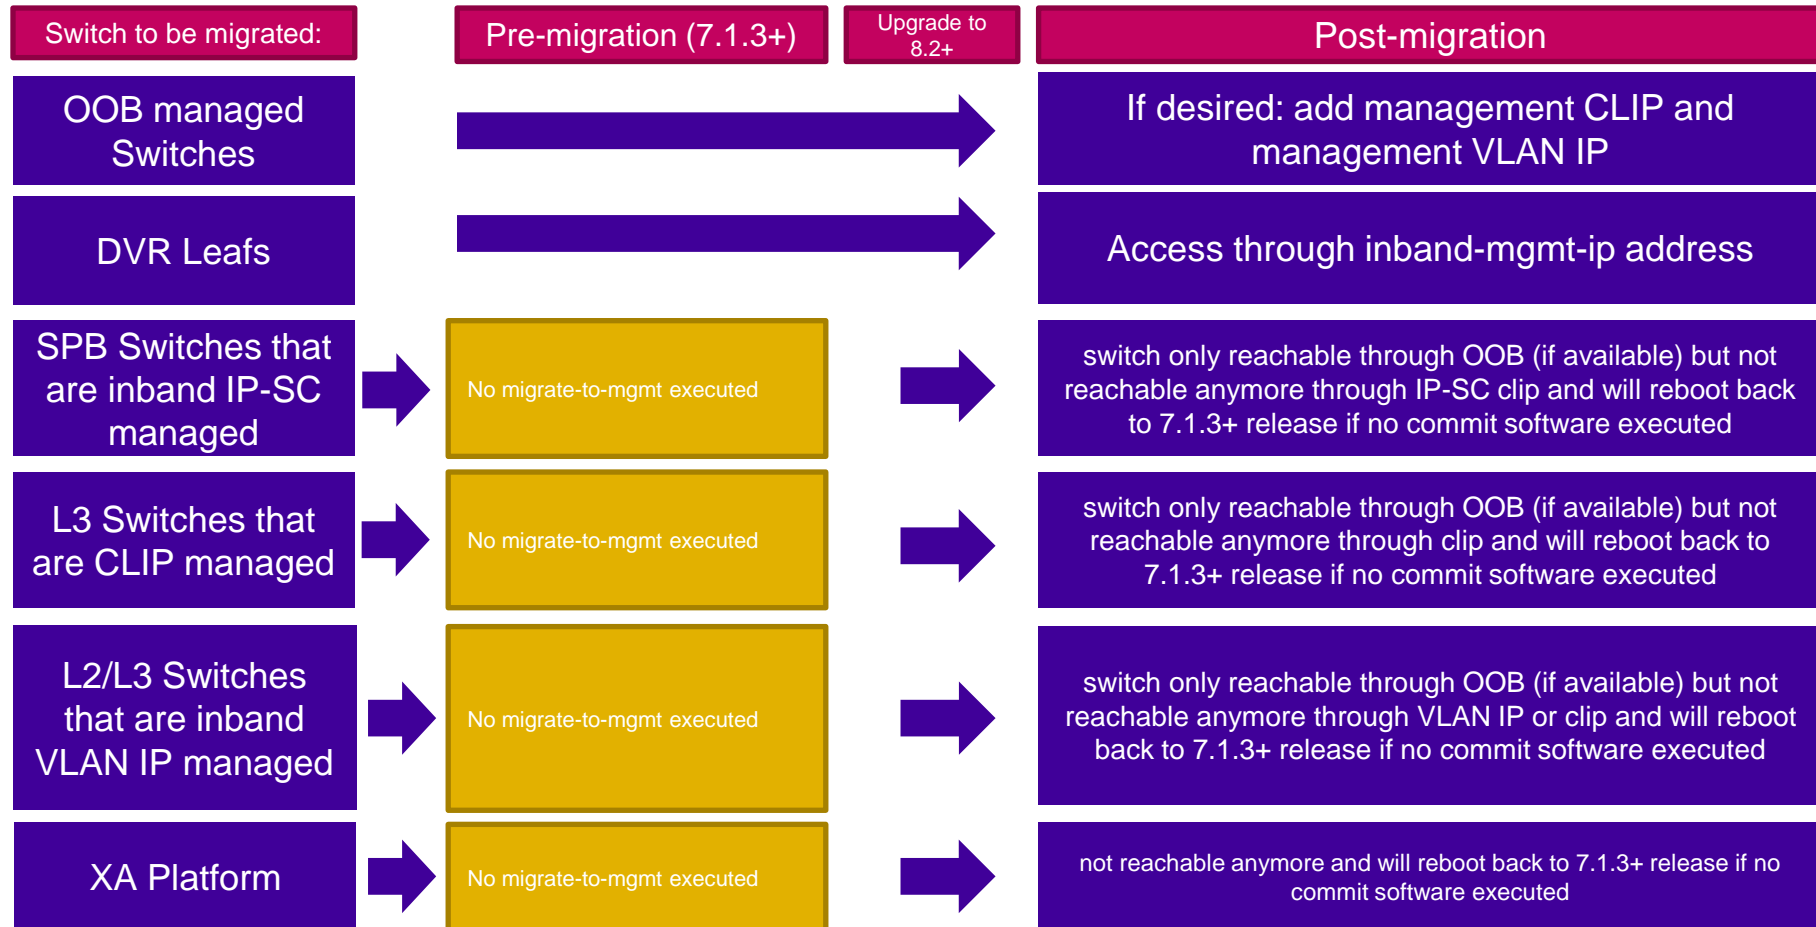 Switch to be migrated:
Pre-migration (7.1.3+)
Upgrade to
8.2+
Post-migration
OOB managed
Switches
If desired: add management CLIP and
management VLAN IP
DVR Leafs
Access through inband-mgmt-ip address
SPB Switches that
are inband IP-SC
managed
No migrate-to-mgmt executed
switch only reachable through OOB (if available) but not
reachable anymore through IP-SC clip and will reboot back
to 7.1.3+ release if no commit software executed
L3 Switches that
are CLIP managed
No migrate-to-mgmt executed
switch only reachable through OOB (if available) but not
reachable anymore through clip and will reboot back to
7.1.3+ release if no commit software executed
L2/L3 Switches
that are inband
VLAN IP managed
No migrate-to-mgmt executed
switch only reachable through OOB (if available) but not
reachable anymore through VLAN IP or clip and will reboot
back to 7.1.3+ release if no commit software executed
XA Platform
No migrate-to-mgmt executed
not reachable anymore and will reboot back to 7.1.3+ release if no
commit software executed